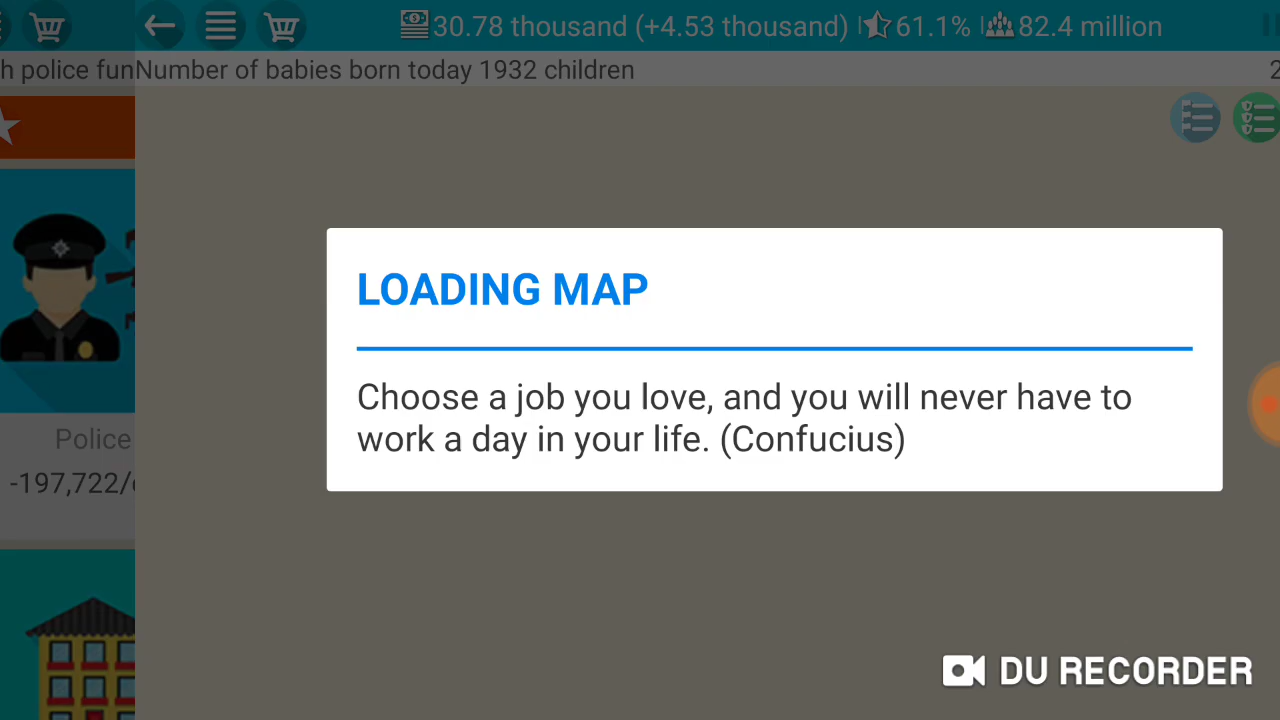 30.78 thousand (+4.53 thousand) 61.1% 82.4 million
h police fun
Number of babies born today 1932 children
2
LOADING MAP
Choose a job you love, and you will never have to
work a day in your life. (Confucius)
Police
-197,722/
DU RECORDER